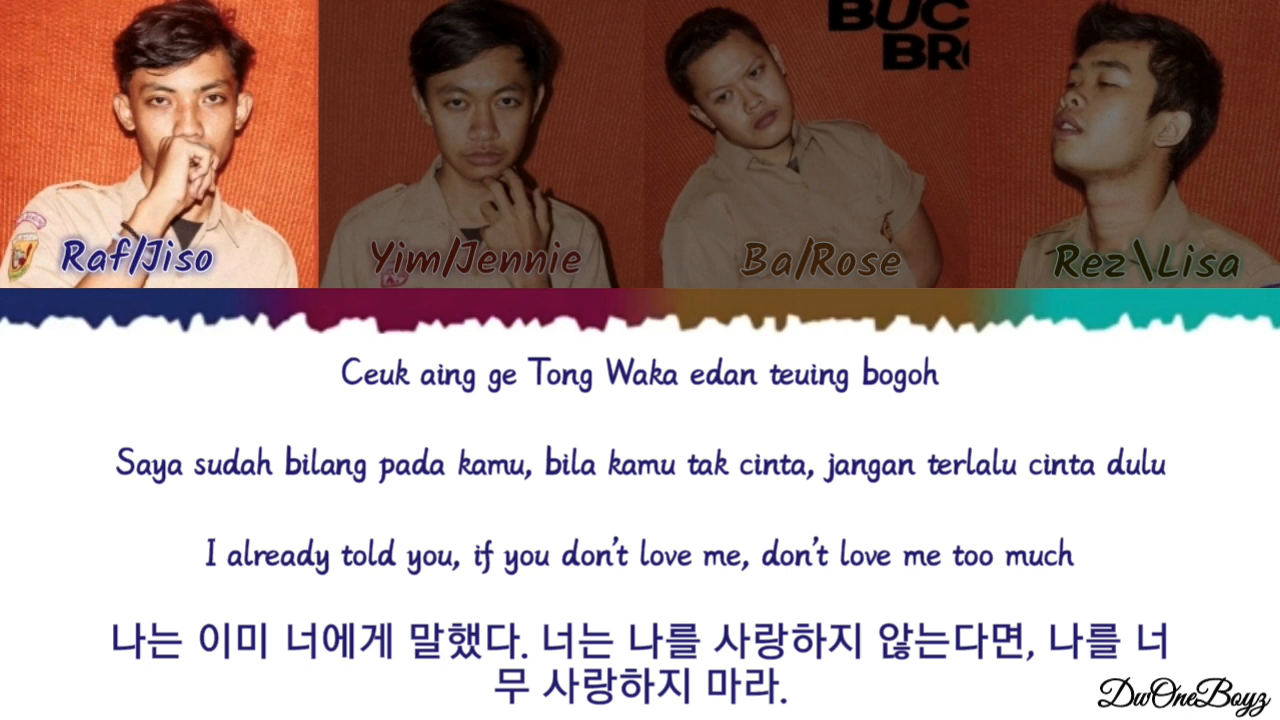 BUC
BRO
Raf/Jiso
Yim/Jennie
Ba/Rose
Rez\Lisa
Ceuk aing ge Tong Waka edan teuing bogoh
Saya sudah bilang pada kamu, bila kamu tak cinta, jangan terlalu cinta dulu
I already told you, if you don't love me, don't love me too much
나는 이미 너에게 말했다. 너는 나를 사랑하지 않는다면, 나를 너
무 사랑하지 마라.
DwOneBoyz